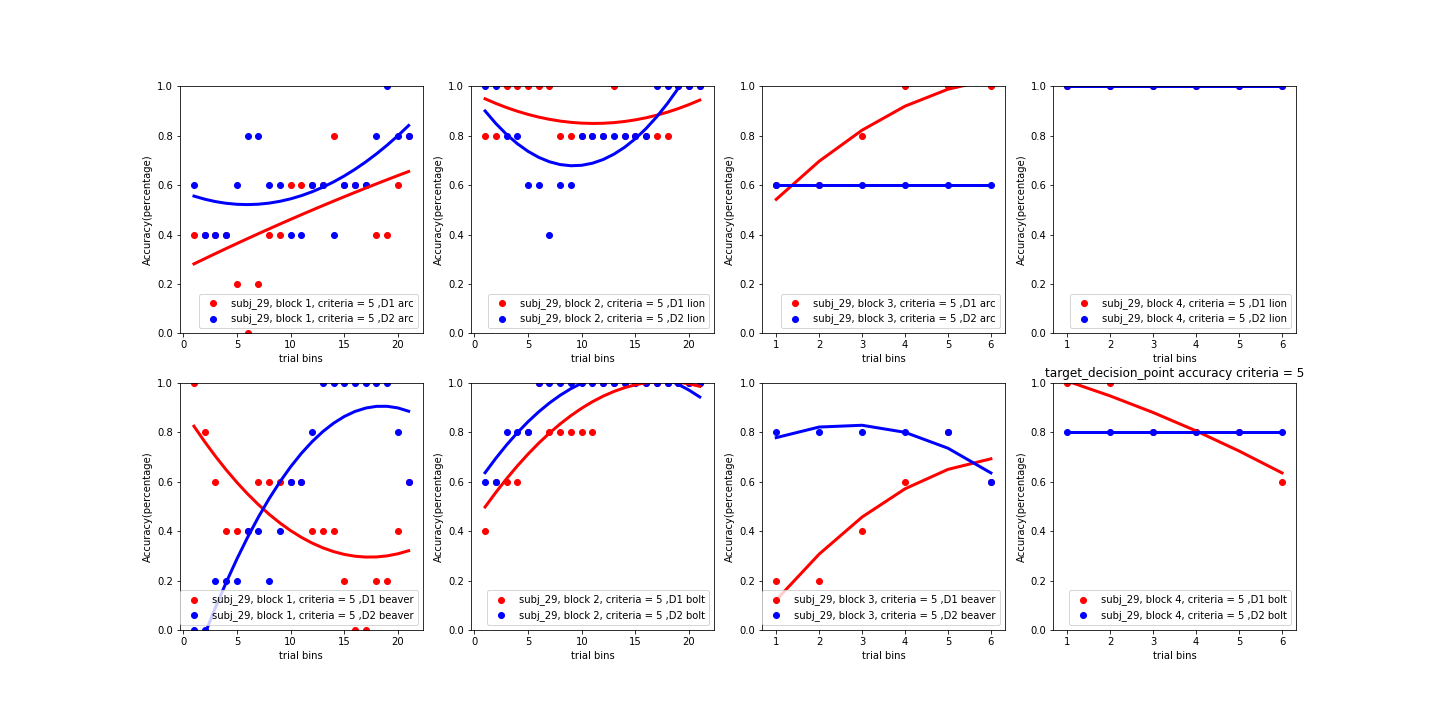 1.0
0.8
0.6
0.4
0.2
0.0
Accuracy(percentage)
subj_29, block 1, criteria = 5 ,D1 arc
subj_29, block 1, criteria = 5 ,D2 arc
0 5 10 15 20
trial bins
1.0
0.8
0.6
0.4
0.2
0.0
Accuracy(percentage)
subj_29, block 2, criteria = 5 ,D1 lion
subj_29, block 2, criteria = 5 ,D2 lion
0 5 10 15 20
trial bins
1.0
0.8
0.6
0.4
0.2
0.0
Accuracy(percentage)
subj_29, block 3, criteria = 5 ,D1 arc
subj_29, block 3, criteria = 5 ,D2 arc
1 2 3 4 5 6
trial bins
1.0
0.8
0.6
0.4
0.2
0.0
Accuracy(percentage)
subj_29, block 4, criteria = 5 ,D1 lion
subj_29, block 4, criteria = 5 ,D2 lion
1 2 3 4 5 6
trial bins
1.0
0.8
0.6
0.4
0.2
0.0
Accuracy(percentage)
subj_29, block 1, criteria = 5 ,D1 beaver
subj_29, block 1, criteria = 5 ,D2 beaver
0 5 10 15 20
trial bins
1.0
0.8
0.6
0.4
0.2
0.0
Accuracy(percentage)
subj_29, block 2, criteria = 5 ,D1 bolt
subj_29, block 2, criteria = 5 ,D2 bolt
0 5 10 15 20
trial bins
1.0
0.8
0.6
0.4
0.2
0.0
Accuracy(percentage)
subj_29, block 3, criteria = 5 ,D1 beaver
subj_29, block 3, criteria = 5 ,D2 beaver
1 2 3 4 5 6
trial bins
target_decision_point accuracy criteria = 5
1.0
0.8
0.6
0.4
0.2
0.0
Accuracy(percentage)
subj_29, block 4, criteria = 5 ,D1 bolt
subj_29, block 4, criteria = 5 ,D2 bolt
1 2 3 4 5 6
trial bins